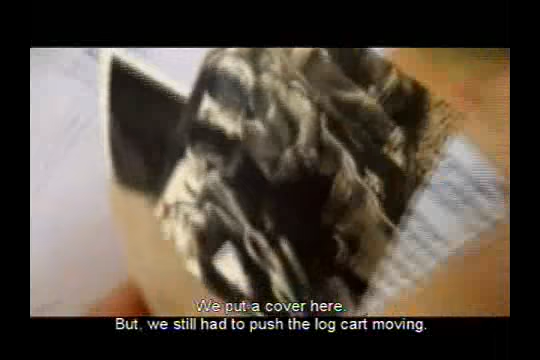 We put a cover here.
But, we still had to push the log cart moving.